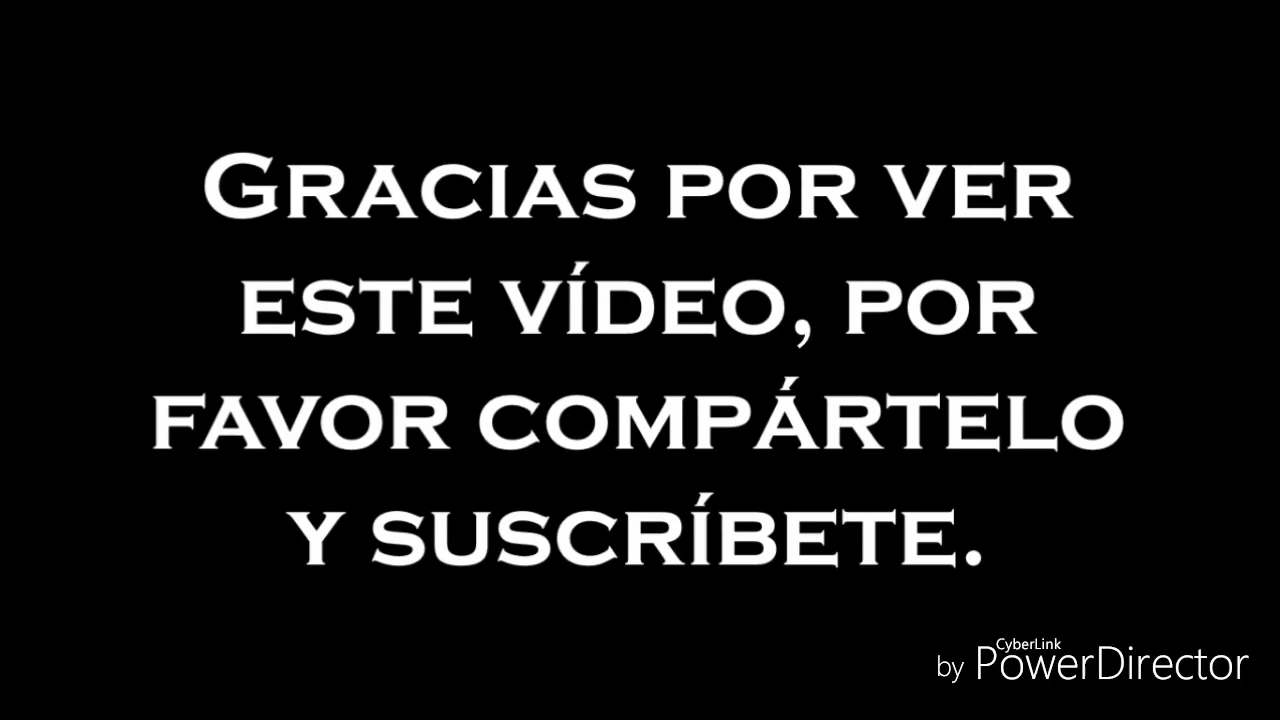 GRACIAS POR VER
ESTE VÍDEO, POR
FAVOR COMPÁRTELO
Y SUSCRÍBETE.
CyberLink
by PowerDirector